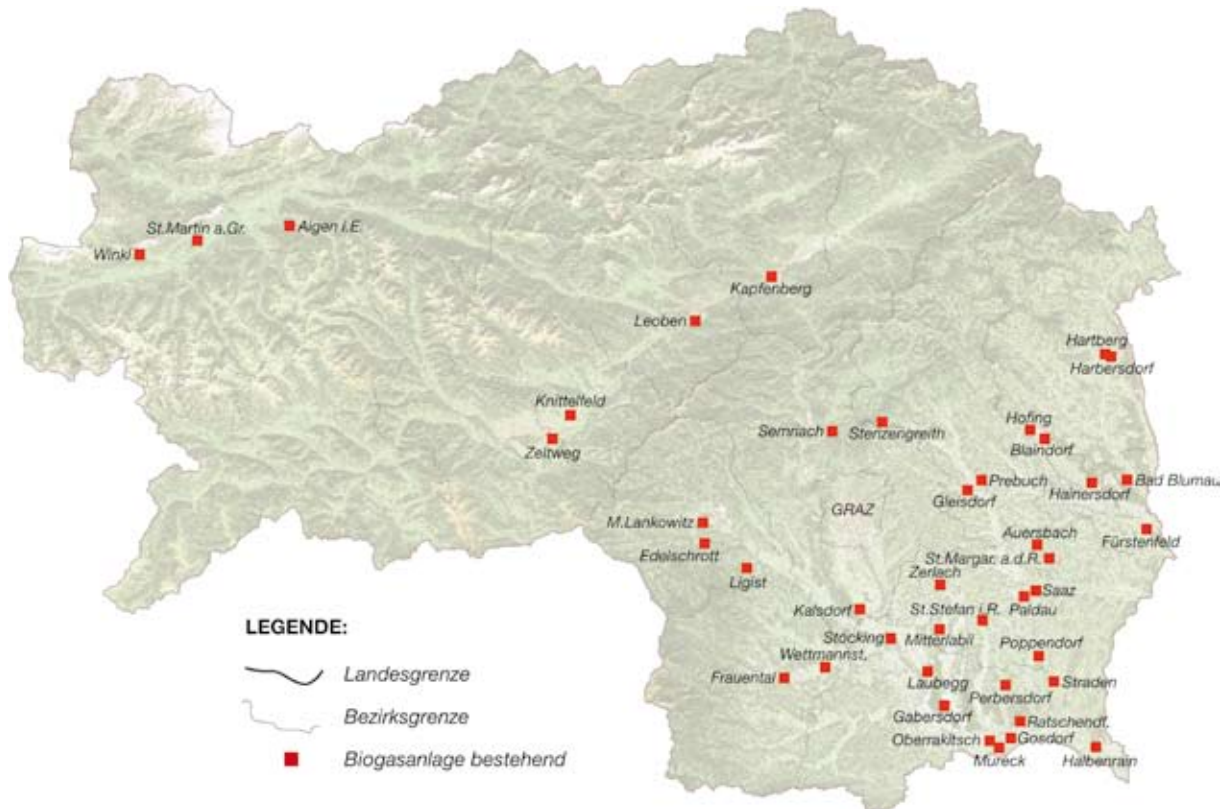 St.Martin a.Gr.
Aigen i.E.
Winkl
Kapfenberg
Leoben
Hartberg
Harbersdorf
Knittelfeld
Zeltweg
Semriach
Stenzengreith
Hofing
Blaindorf
Prebuch
Gleisdorf
Hainersdorf
Bad Blumau
GRAZ
M.Lankowitz
Edelschrott
Ligist
Auersbach
Fürstenfeld
St.Margar. a.d.R.
Zerlach
Saaz
Paldau
Kalsdorf
St.Stefan i.R.
Stocking
Mitterlabil
Poppendorf
Wettmannst.
Frauental
Laubegg
Straden
Perbersdorf
Gabersdorf
Ratschendf.
Oberrakitsch
Gosdorf
Mureck
Halbenrain
LEGENDE:
Landesgrenze
Bezirksgrenze
Biogasanlage bestehend